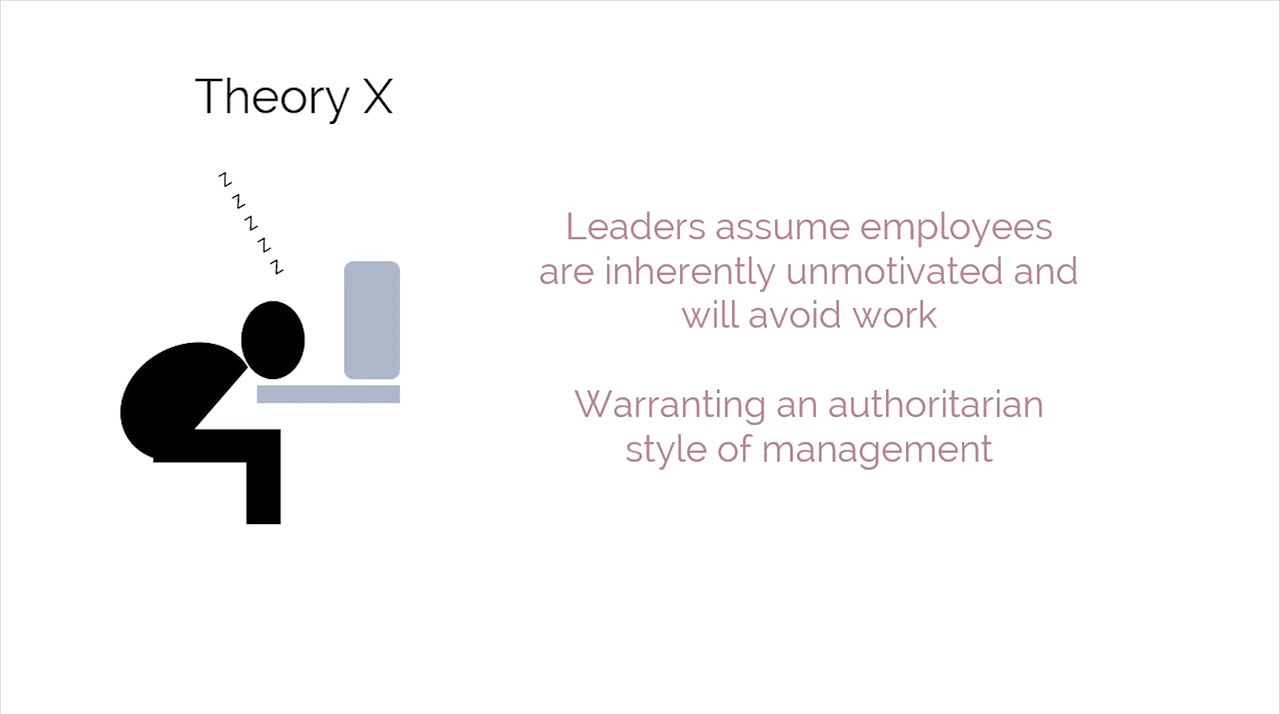 Theory X
z
z
z
z
z
Leaders assume employees
are inherently unmotivated and
will avoid work
Warranting an authoritarian
style of management